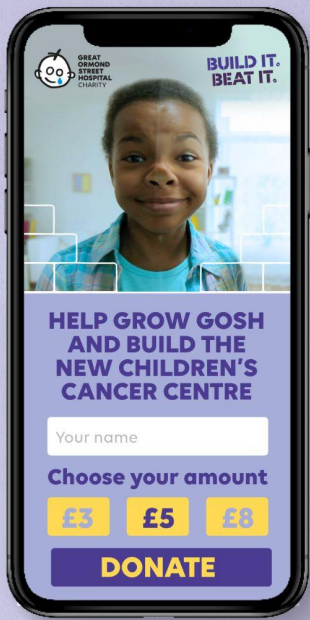 GREAT
ORMOND
STREET
HOSPITAL
CHARITY
BUILD IT.
BEAT IT.
HELP GROW GOSH
AND BUILD THE
NEW CHILDREN'S
CANCER CENTRE
Your name
Choose your amount
£3 £5 £8
DONATE